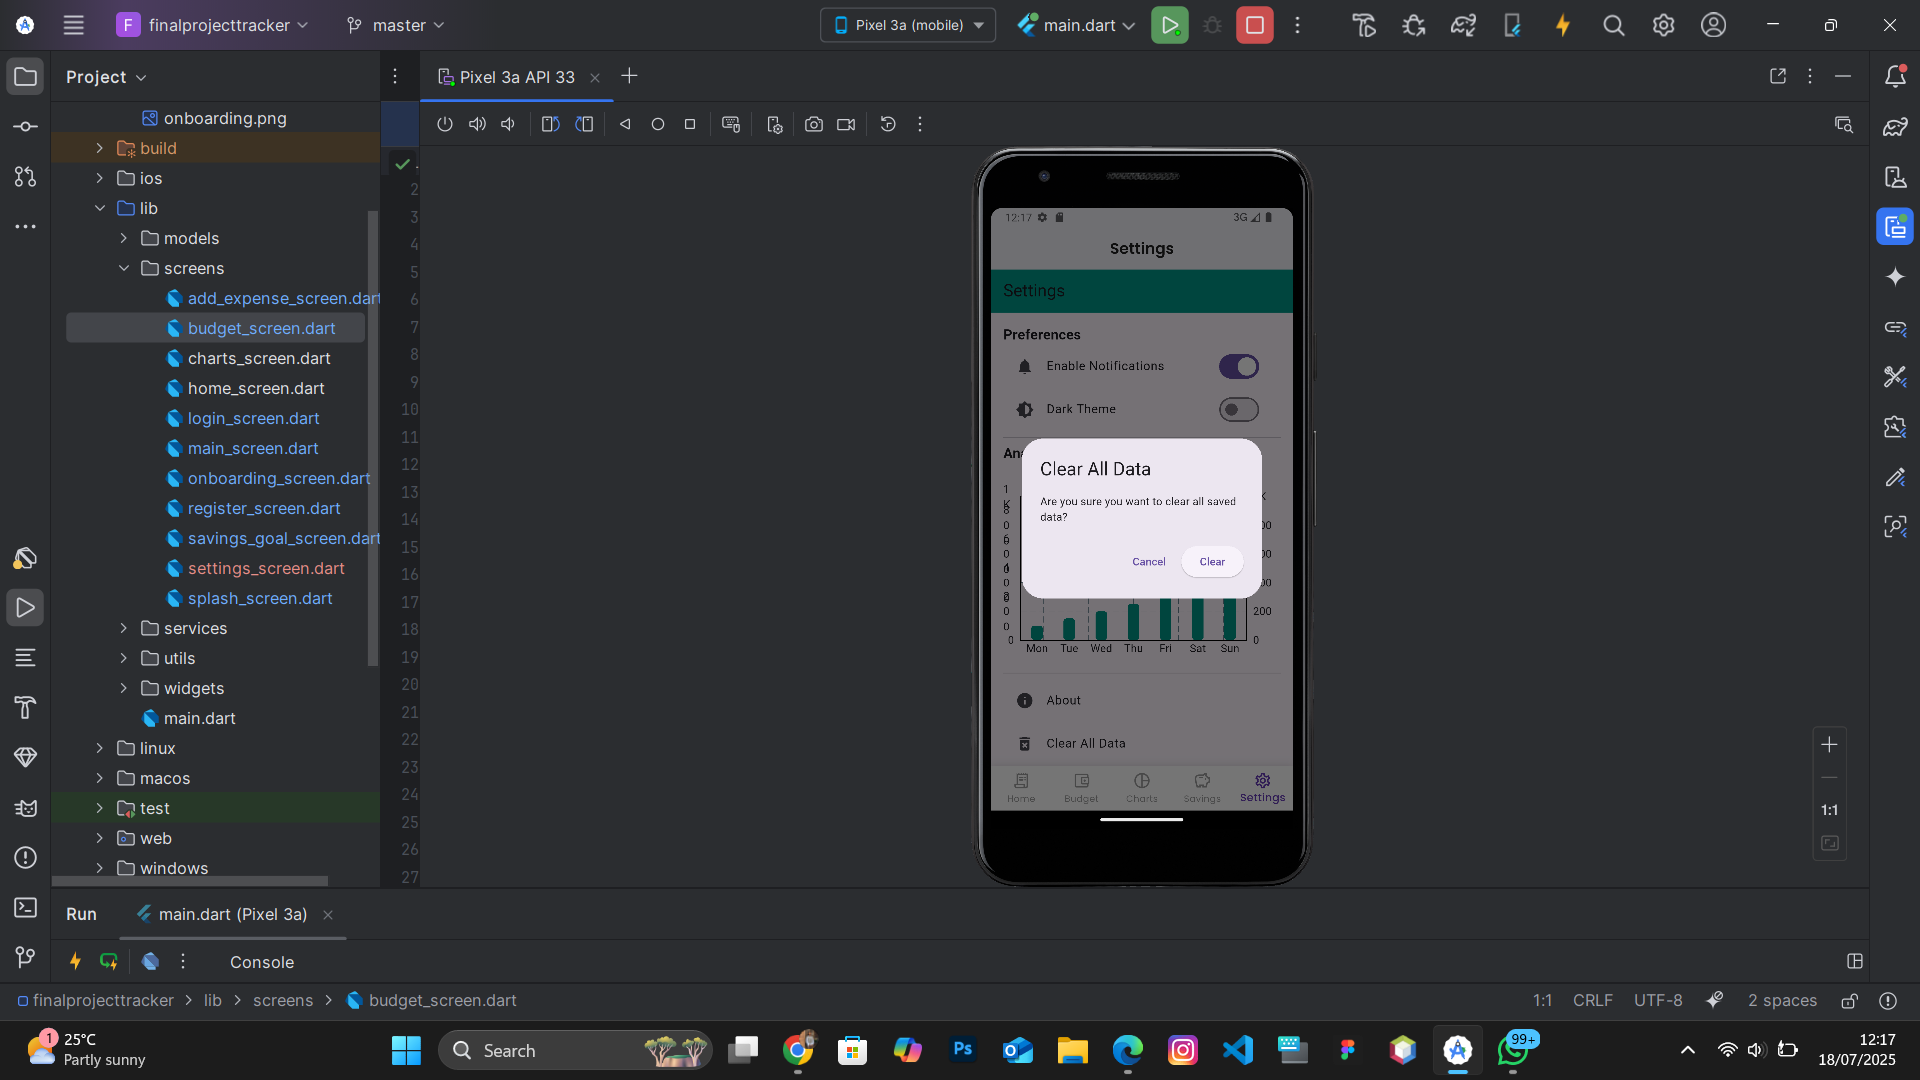 F finalprojecttracker master Pixel 3a (mobile) main.dart
Project Pixel 3a API 33
onboarding.png
build
ios
lib
models
screens
add_expense_screen.dart
budget_screen.dart
charts_screen.dart
home_screen.dart
login_screen.dart
main_screen.dart
onboarding_screen.dart
register_screen.dart
savings_goal_screen.dart
settings_screen.dart
splash_screen.dart
services
utils
widgets
main.dart
linux
macos
test
web
windows
2
3
4
5
6
7
8
9
10
11
12
13
14
15
16
17
18
19
20
21
22
23
24
25
26
27
12:17 3G
Settings
Settings
Preferences
Enable Notifications
Dark Theme
Clear All Data
Are you sure you want to clear all saved
data?
Cancel Clear
200
0 0
Mon Tue Wed Thu Fri Sat Sun
About
Clear All Data
Home Budget Charts Savings Settings
1:1
Run main.dart (Pixel 3a)
Console
finalprojecttracker > lib > screens > budget_screen.dart 1:1 CRLF UTF-8 2 spaces
1 25°C
Partly sunny
Search
Ps
99+
12:17
18/07/2025